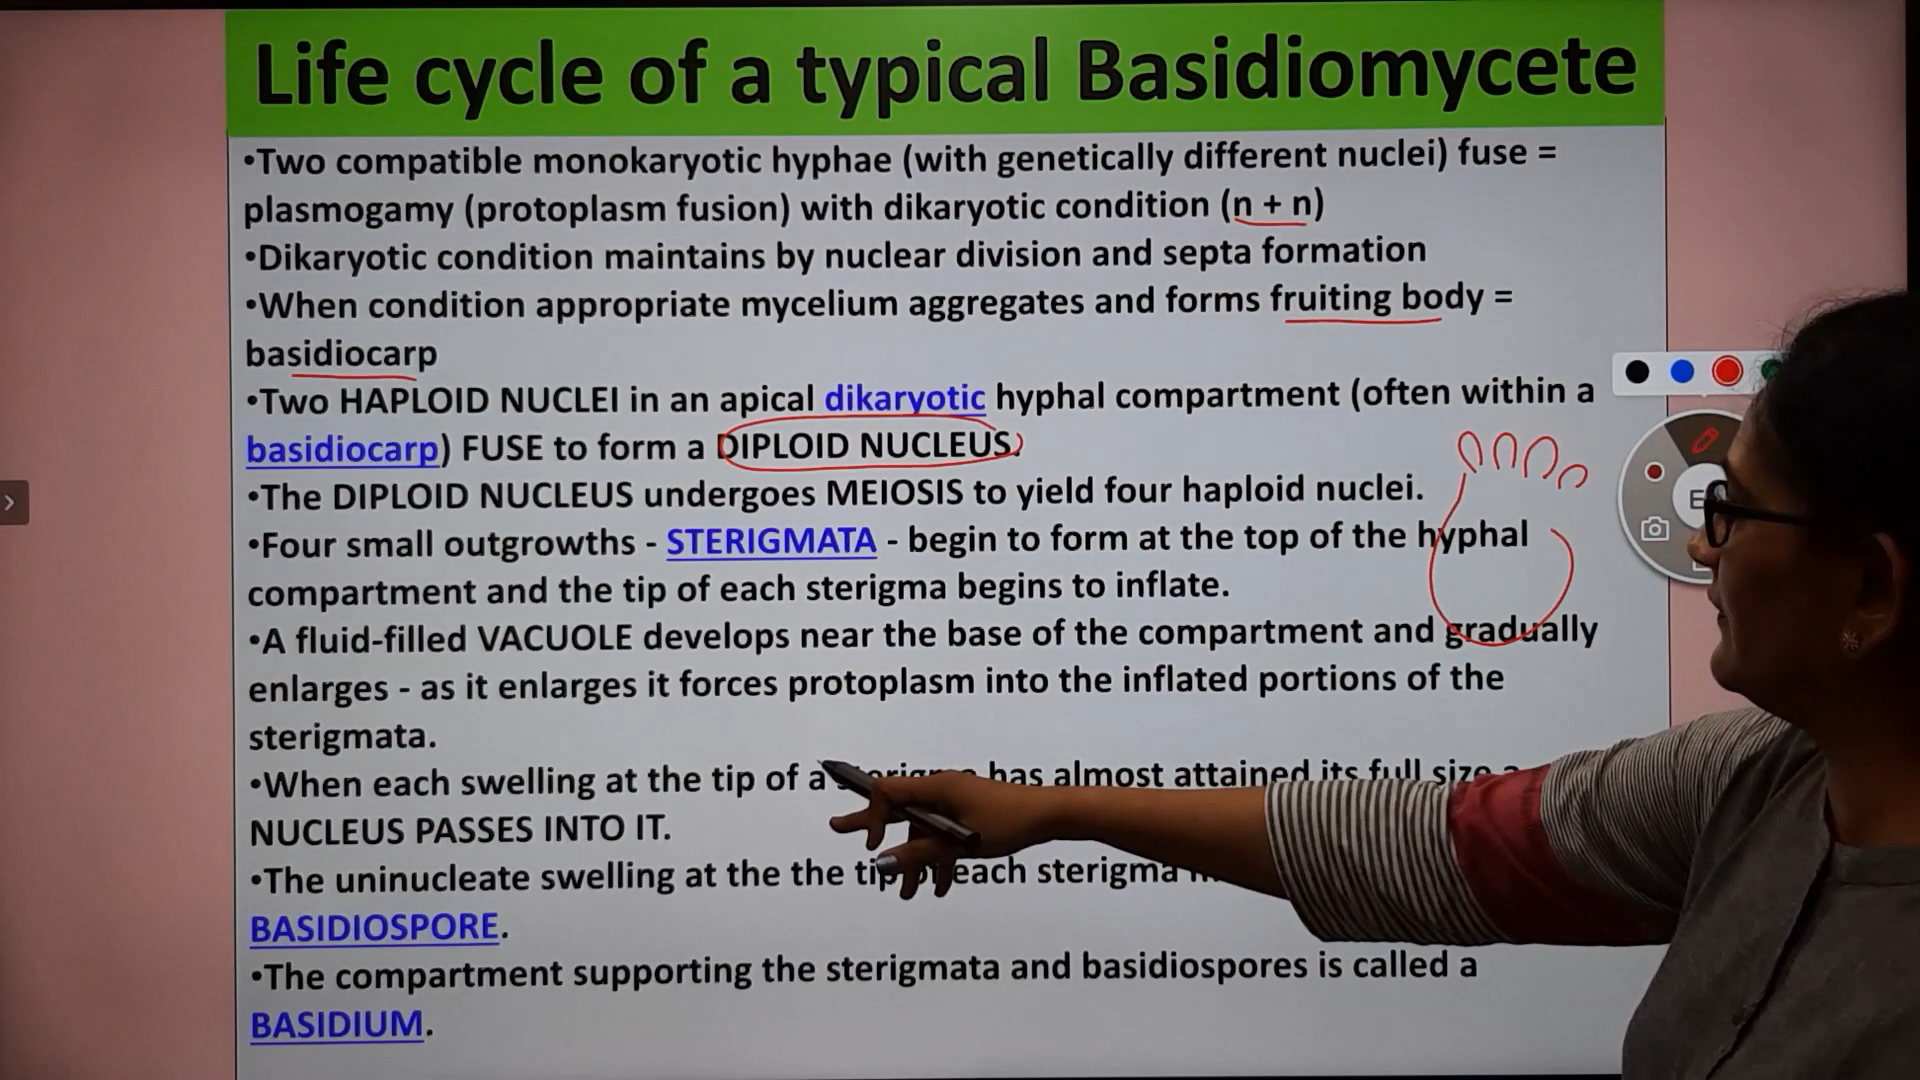 Life cycle of a typical Basidiomycete
•Two compatible monokaryotic hyphae (with genetically different nuclei) fuse =
plasmogamy (protoplasm fusion) with dikaryotic condition (n + n)
•Dikaryotic condition maintains by nuclear division and septa formation
•When condition appropriate mycelium aggregates and forms fruiting body =
basidiocarp
•Two HAPLOID NUCLEI in an apical dikaryotic hyphal compartment (often within a
basidiocarp) FUSE to form a DIPLOID NUCLEUS.
•The DIPLOID NUCLEUS undergoes MEIOSIS to yield four haploid nuclei.
•Four small outgrowths - STERIGMATA - begin to form at the top of the hyphal
compartment and the tip of each sterigma begins to inflate.
•A fluid-filled VACUOLE develops near the base of the compartment and gradually
enlarges - as it enlarges it forces protoplasm into the inflated portions of the
sterigmata.
•When each swelling at the tip of a has almost attained its full size
NUCLEUS PASSES INTO IT.
•The uninucleate swelling at the the tip of each sterigma
BASIDIOSPORE.
•The compartment supporting the sterigmata and basidiospores is called a
BASIDIUM.